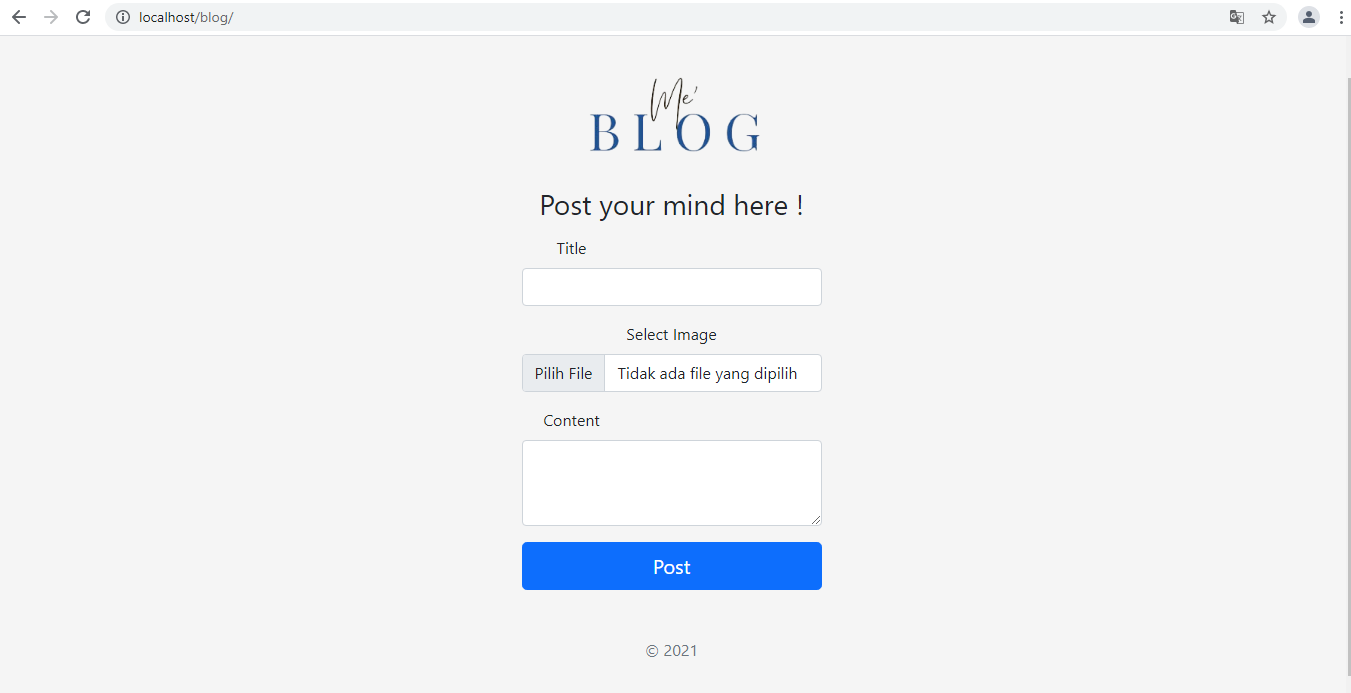 localhost/blog/
Me'
BLOG
Post your mind here !
Title
Select Image
Pilih File Tidak ada file yang dipilih
Content
Post
© 2021